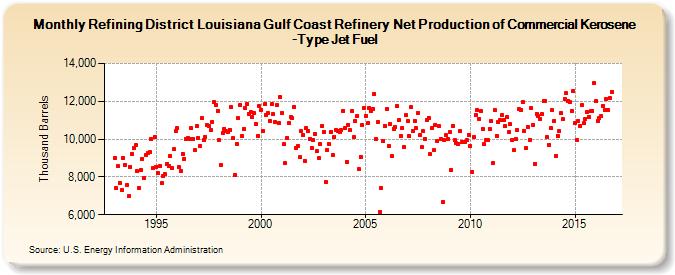 Monthly Refining District Louisiana Gulf Coast Refinery Net Production of Commercial Kerosene
-Type Jet Fuel
Thousand Barrels
14,000
12,000
10,000
8,000
6,000
1995
2000
2005
2010
2015
Source: U.S. Energy Information Administration